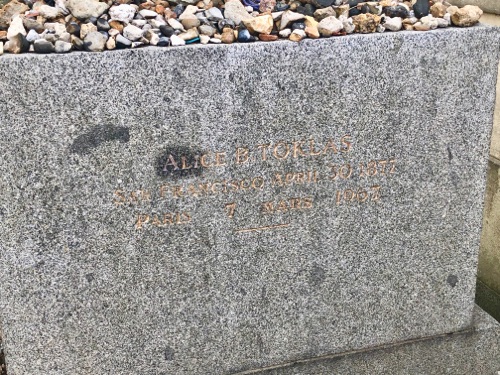 ALICE B TOKLAS
SAN FRANCISCO APRIL 30 1877
PARIS 7 MARS 1967